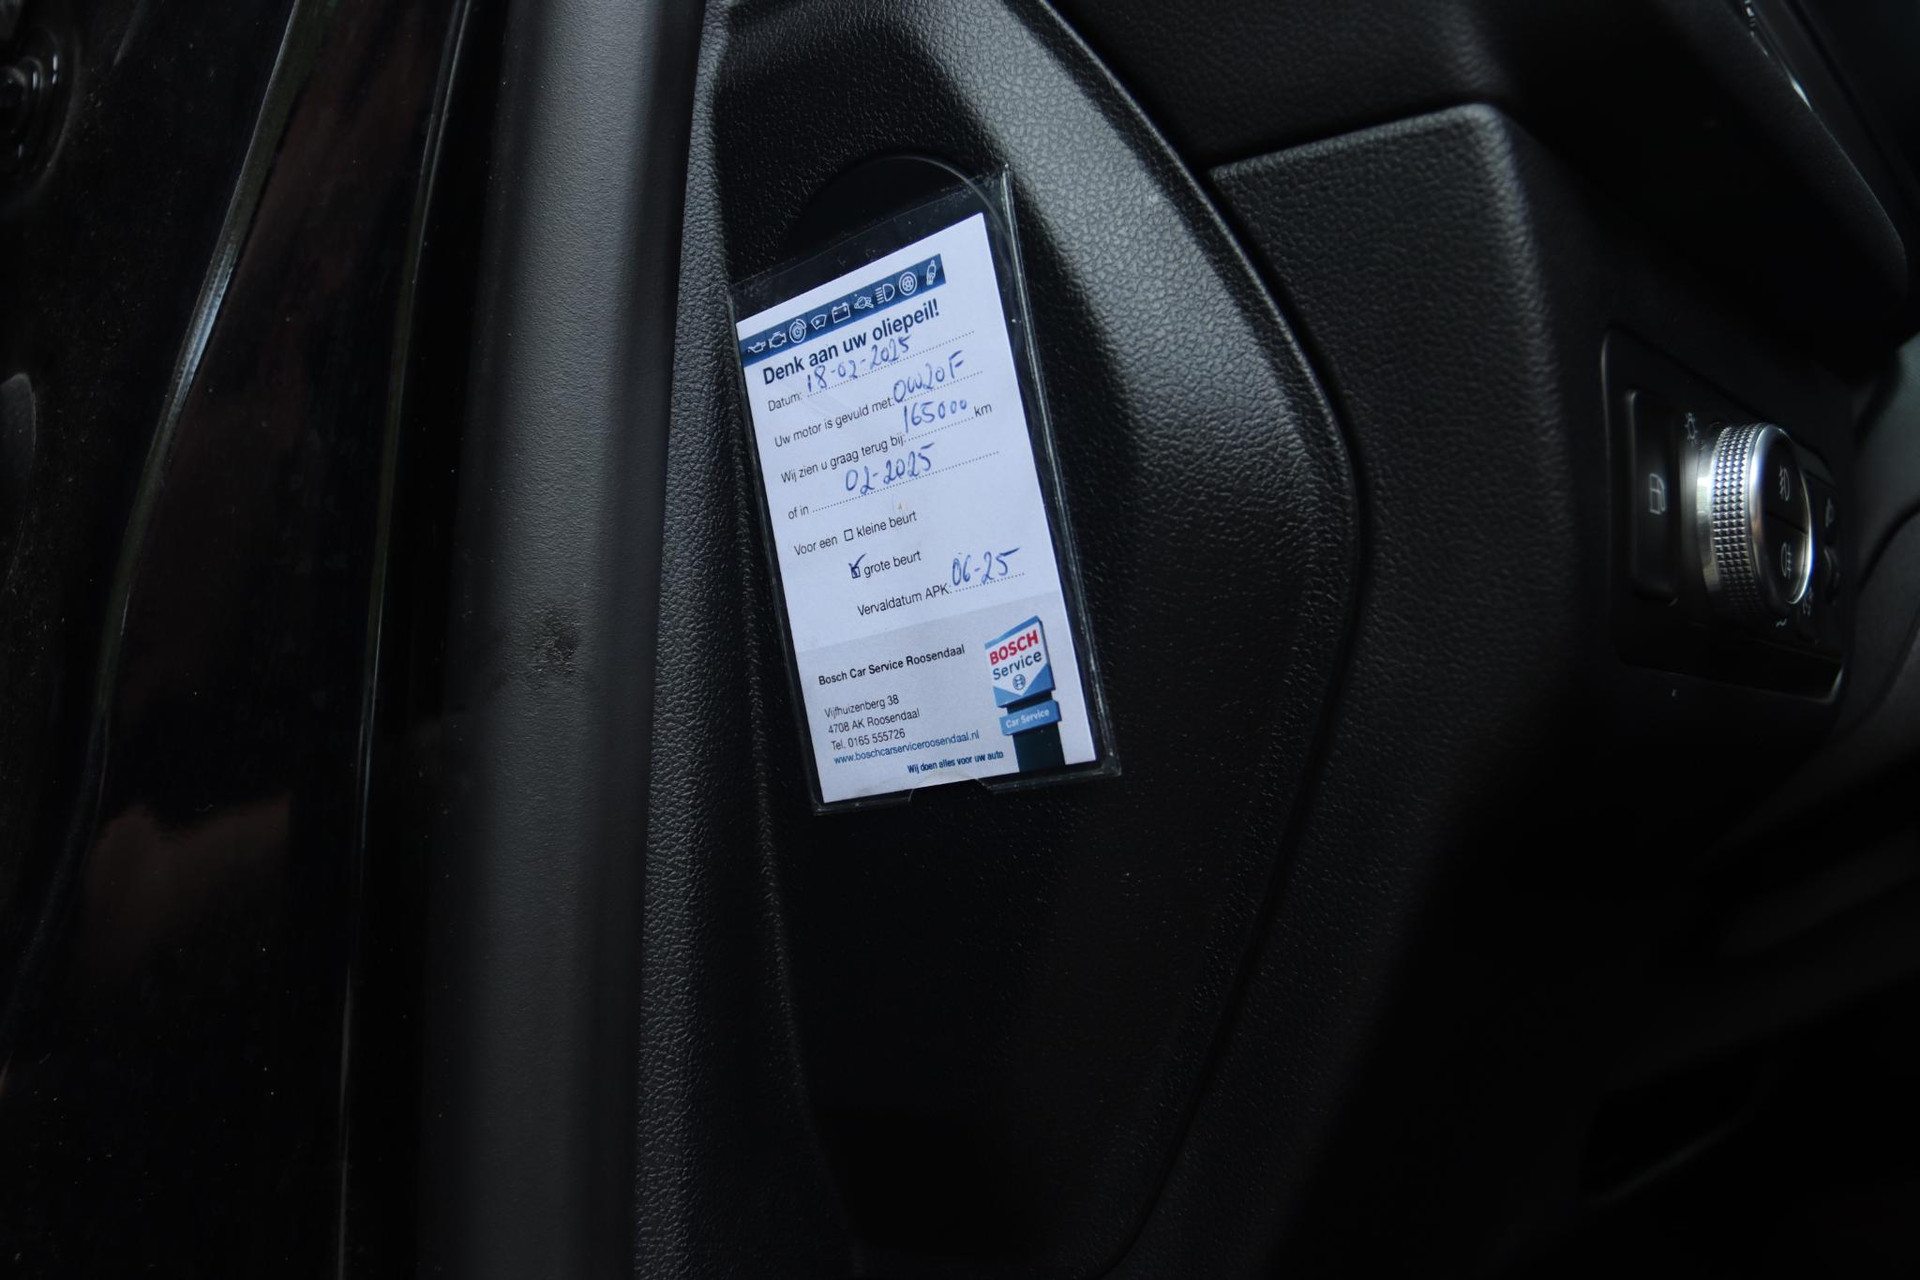 Denk aan uw oliepeil!
Datum: 18-02-2025
Uw motor is gevuld met: 0W20F
Wij zien u graag terug bij: 165000 km
of in 02-2025
Voor een kleine beurt
grote beurt
Vervaldatum APK: 06-25
Bosch Car Service Roosendaal
Vijfhuizenberg 38
4708 AK Roosendaal
Tel. 0165 555726
www.boschcarserviceroosendaal.nl
Wij doen alles voor uw auto
BOSCH
Service
Car Service